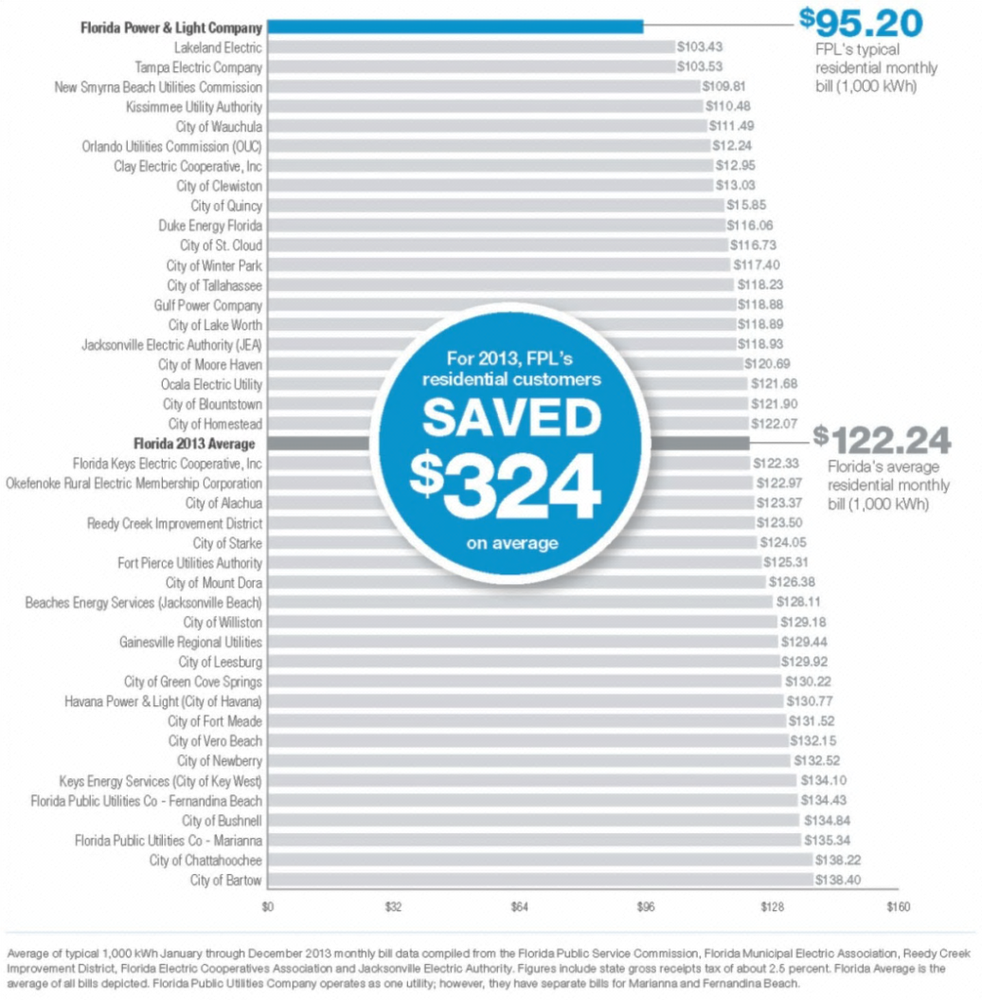 Florida Power & Light Company
$95.20
FPL's typical
residential monthly
bill (1,000 kWh)
Lakeland Electric $103.43
Tampa Electric Company $103.53
New Smyrna Beach Utilities Commission $109.81
Kissimmee Utility Authority $110.48
City of Wauchula $111.49
Orlando Utilities Commission (OUC) $12.24
Clay Electric Cooperative, Inc $12.95
City of Clewiston $13.03
City of Quincy $15.85
Duke Energy Florida $116.06
City of St. Cloud $116.73
City of Winter Park $117.40
City of Tallahassee $118.23
Gulf Power Company $118.88
City of Lake Worth $118.89
Jacksonville Electric Authority (JEA) $118.93
City of Moore Haven $120.69
Ocala Electric Utility $121.68
City of Blountstown $121.90
City of Homestead $122.07
Florida 2013 Average
$122.24
Florida's average
residential monthly
bill (1,000 kWh)
Florida Keys Electric Cooperative, Inc $122.33
Okefenoke Rural Electric Membership Corporation $122.97
City of Alachua $123.37
Reedy Creek Improvement District $123.50
City of Starke $124.05
Fort Pierce Utilities Authority $125.31
City of Mount Dora $126.38
Beaches Energy Services (Jacksonville Beach) $128.11
City of Williston $129.18
Gainesville Regional Utilities $129.44
City of Leesburg $129.92
City of Green Cove Springs $130.22
Havana Power & Light (City of Havana) $130.77
City of Fort Meade $131.52
City of Vero Beach $132.15
City of Newberry $132.52
Keys Energy Services (City of Key West) $134.10
Florida Public Utilities Co - Fernandina Beach $134.43
City of Bushnell $134.84
Florida Public Utilities Co - Marianna $135.34
City of Chattahoochee $138.22
City of Bartow $138.40
For 2013, FPL's
residential customers
SAVED
$324
on average
$0 $32 $64 $96 $128 $160
Average of typical 1,000 kWh January through December 2013 monthly bill data compiled from the Florida Public Service Commission, Florida Municipal Electric Association, Reedy Creek
Improvement District, Florida Electric Cooperatives Association and Jacksonville Electric Authority. Figures include state gross receipts tax of about 2.5 percent. Florida Average is the
average of all bills depicted. Florida Public Utilities Company operates as one utility; however, they have separate bills for Marianna and Fernandina Beach.